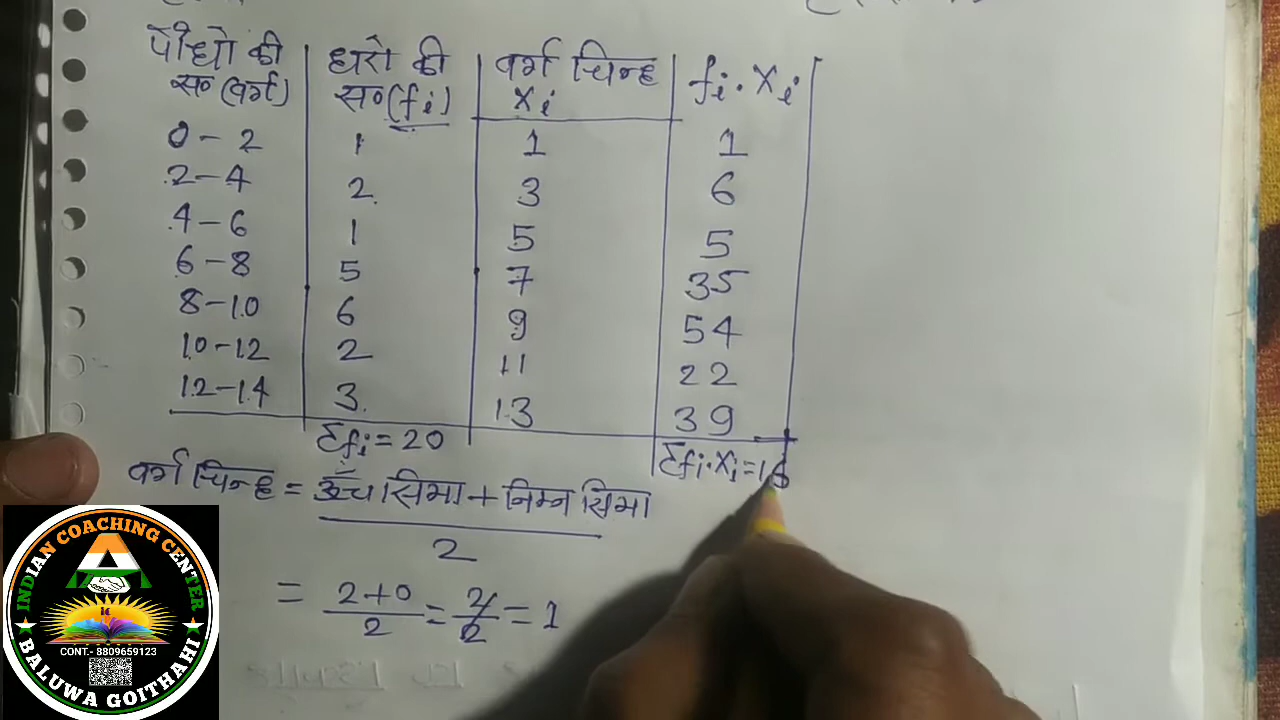 पौधो की सं० (वर्ग) | घरो की सं० (fi) | वर्ग चिन्ह xi | fi.xi
0-2 | 1 | 1 | 1
2-4 | 2 | 3 | 6
4-6 | 1 | 5 | 5
6-8 | 5 | 7 | 35
8-10 | 6 | 9 | 54
10-12 | 2 | 11 | 22
12-14 | 3 | 13 | 39
Σfi = 20
Σfi.xi = 16
वर्ग चिन्ह = ऊँच सिमा + निम्न सिमा / 2
= 2+0/2 = 2/2 = 1
INDIAN COACHING CENTER
CONT.- 8809659123
BALUWA GOITHAHI